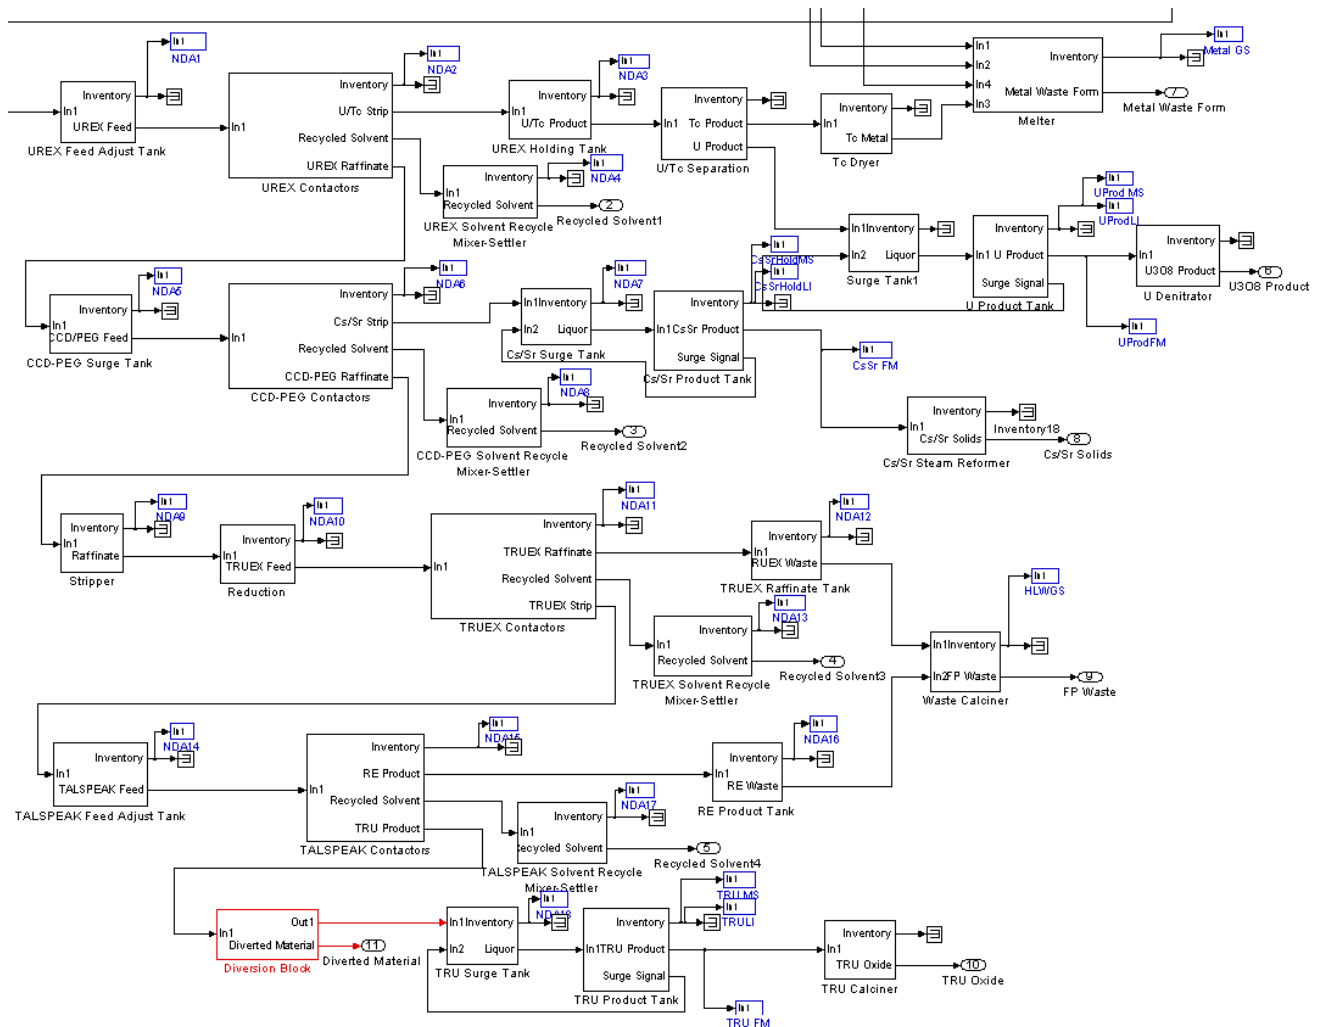 In1
NDA1
Inventory
In1
UREX Feed
UREX Feed Adjust Tank
In1
NDA2
Inventory
U/Tc Strip
In1
Recycled Solvent
UREX Raffinate
UREX Contactors
In1
NDA3
Inventory
In1
U/Tc Product
UREX Holding Tank
In1
NDA4
Inventory
In1
Recycled Solvent
2
Recycled Solvent1
UREX Solvent Recycle
Mixer-Settler
Inventory
In1
Tc Product
U Product
U/Tc Separation
Inventory
In1
Tc Metal
Tc Dryer
In1
In2
In4
In3
Inventory
Metal Waste Form
Melter
In1
Metal GS
7
Metal Waste Form
In1
UProd MS
In1
UProdLI
In1
Inventory
In2
Liquor
Surge Tank1
Inventory
In1
U Product
Surge Signal
U Product Tank
Inventory
In1
U3O8 Product
U Denitrator
6
U3O8 Product
In1
UProdFM
In1
NDA5
Inventory
CCD/PEG Feed
In1
CCD-PEG Surge Tank
In1
NDA6
Inventory
Cs/Sr Strip
In1
Recycled Solvent
CCD-PEG Raffinate
CCD-PEG Contactors
In1
NDA7
In1
Inventory
In2
Liquor
Cs/Sr Surge Tank
In1
CsSrHoldMS
In1
CsSrHoldLI
Inventory
In1
CsSr Product
Surge Signal
Cs/Sr Product Tank
In1
CsSr FM
In1
NDA8
Inventory
In1
Recycled Solvent
3
Recycled Solvent2
CCD-PEG Solvent Recycle
Mixer-Settler
Inventory
In1
Cs/Sr Solids
Inventory18
8
Cs/Sr Solids
Cs/Sr Steam Reformer
In1
NDA9
Inventory
In1
Raffinate
Stripper
In1
NDA10
Inventory
In1
TRUEX Feed
Reduction
In1
NDA11
Inventory
TRUEX Raffinate
In1
Recycled Solvent
TRUEX Strip
TRUEX Contactors
In1
NDA12
Inventory
In1
RUEX Waste
TRUEX Raffinate Tank
In1
NDA13
Inventory
In1
Recycled Solvent
4
Recycled Solvent3
TRUEX Solvent Recycle
Mixer-Settler
In1
HLWGS
In1
Inventory
In2
FP Waste
Waste Calciner
9
FP Waste
In1
NDA14
Inventory
In1
TALSPEAK Feed
TALSPEAK Feed Adjust Tank
In1
NDA15
Inventory
RE Product
In1
Recycled Solvent
TRU Product
TALSPEAK Contactors
In1
NDA16
Inventory
In1
RE Waste
RE Product Tank
In1
NDA17
Inventory
In1
ecycled Solvent
5
Recycled Solvent4
TALSPEAK Solvent Recycle
Mixer-Settler
Out1
In1
Diverted Material
Diversion Block
11
Diverted Material
In1
NDA18
In1
Inventory
In2
Liquor
TRU Surge Tank
In1
TRU MS
In1
TRULI
Inventory
In1
TRU Product
Surge Signal
TRU Product Tank
In1
TRU FM
Inventory
In1
TRU Oxide
TRU Calciner
10
TRU Oxide